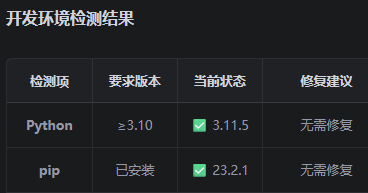 开发环境检测结果
检测项 要求版本 当前状态 修复建议
Python ≥3.10 ✅ 3.11.5 无需修复
pip 已安装 ✅ 23.2.1 无需修复